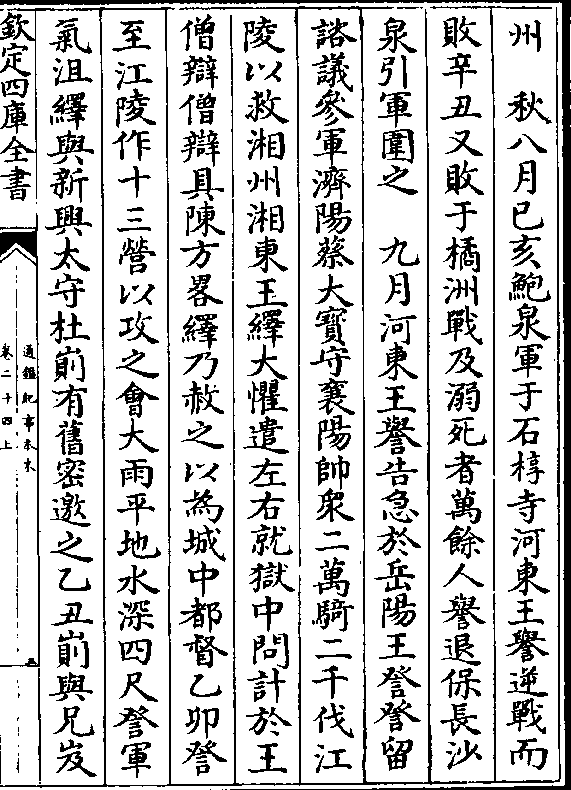 州　秋八月己亥鮑泉軍于石槨寺河東王譽逆戰而
敗辛丑又敗于橘洲戰及溺死者萬餘人譽退保長沙
泉引軍圍之　九月河東王譽告急於岳陽王詧詧留
諮議參軍濟陽蔡大寳守襄陽帥衆二萬騎二千伐江
陵以救湘州湘東王繹大懼遣左右就獄中問計於王
僧辯僧辯具陳方畧繹乃赦之以為城中都督乙卯詧
至江陵作十三營以攻之會大雨平地水深四尺詧軍
氣沮繹與新興太守杜崱有舊密邀之乙丑崱與兄岌
欽定四庫全書
通鑑紀事本末
卷二十四上